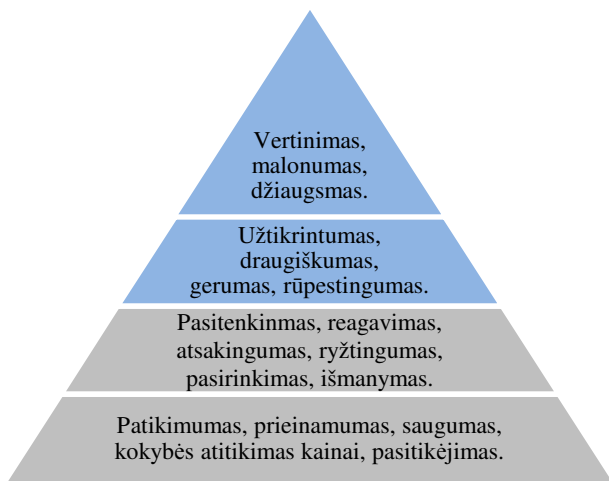 Vertinimas,
malonumas,
džiaugsmas.
Užtikrintumas,
draugiškumas,
gerumas, rūpestingumas.
Pasitenkinmas, reagavimas,
atsakingumas, ryžtingumas,
pasirinkimas, išmanymas.
Patikimumas, prieinamumas, saugumas,
kokybės atitikimas kainai, pasitikėjimas.